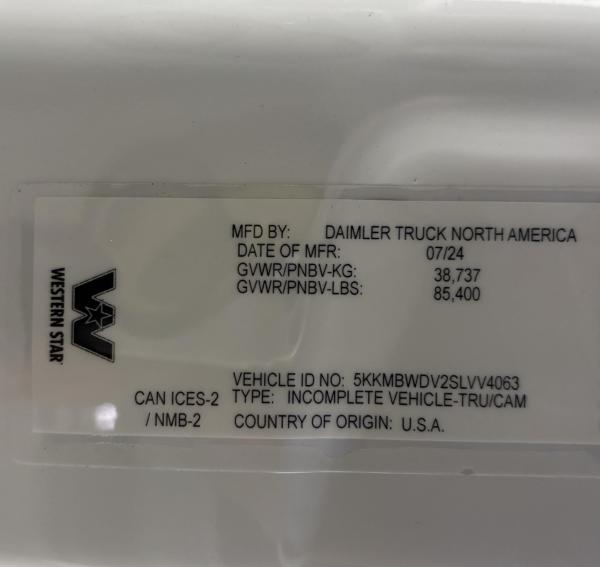 MFD BY: DAIMLER TRUCK NORTH AMERICA
DATE OF MFR: 07/24
GVWR/PNBV-KG: 38,737
GVWR/PNBV-LBS: 85,400
WESTERN STAR
VEHICLE ID NO: 5KKMBWDV2SLVV4063
CAN ICES-2 TYPE: INCOMPLETE VEHICLE-TRU/CAM
/ NMB-2 COUNTRY OF ORIGIN: U.S.A.